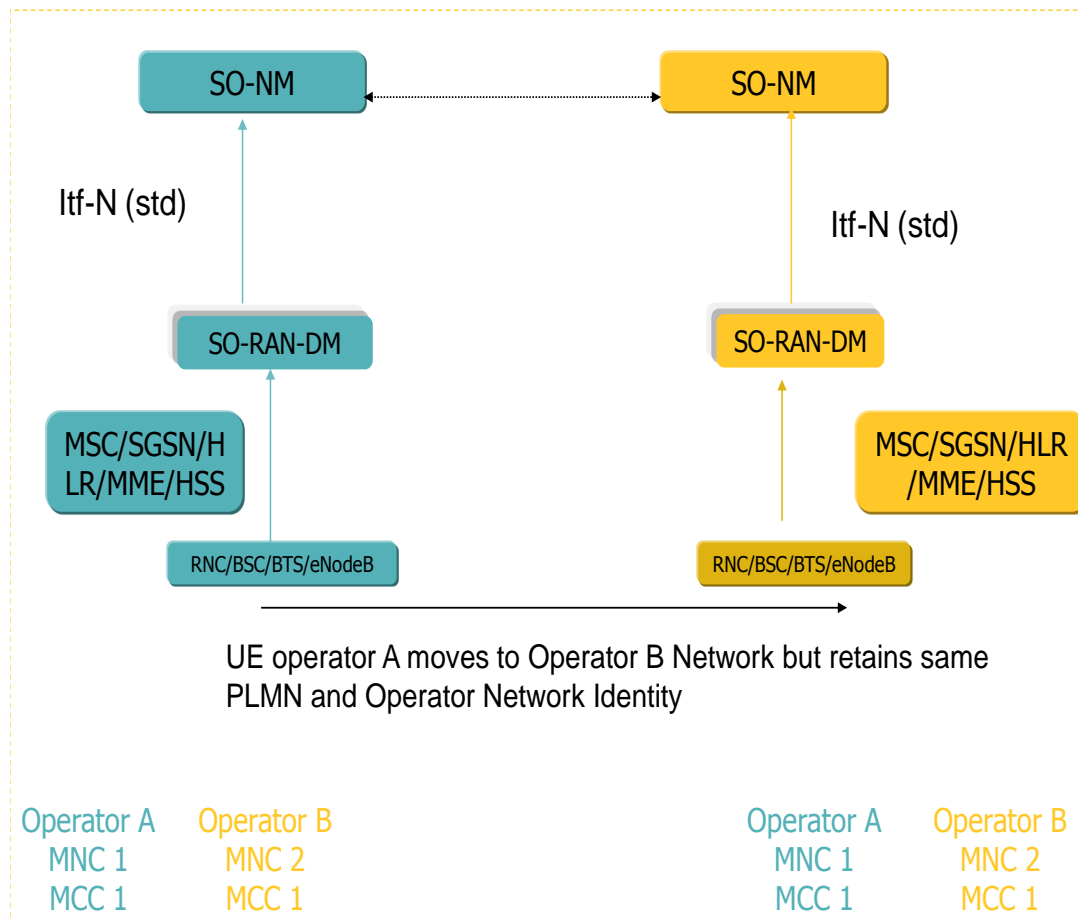 SO-NM
SO-NM
Itf-N (std)
Itf-N (std)
SO-RAN-DM
SO-RAN-DM
MSC/SGSN/H
LR/MME/HSS
MSC/SGSN/HLR
/MME/HSS
RNC/BSC/BTS/eNodeB
RNC/BSC/BTS/eNodeB
UE operator A moves to Operator B Network but retains same
PLMN and Operator Network Identity
Operator A
MNC 1
MCC 1
Operator B
MNC 2
MCC 1
Operator A
MNC 1
MCC 1
Operator B
MNC 2
MCC 1